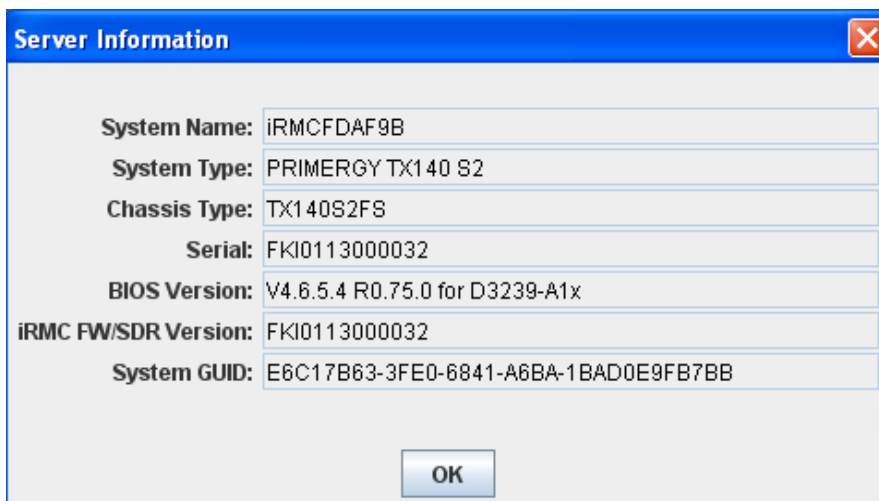 Server Information
System Name: iRMCFDAF9B
System Type: PRIMERGY TX140 S2
Chassis Type: TX140S2FS
Serial: FKI0113000032
BIOS Version: V4.6.5.4 R0.75.0 for D3239-A1x
iRMC FW/SDR Version: FKI0113000032
System GUID: E6C17B63-3FE0-6841-A6BA-1BAD0E9FB7BB
OK